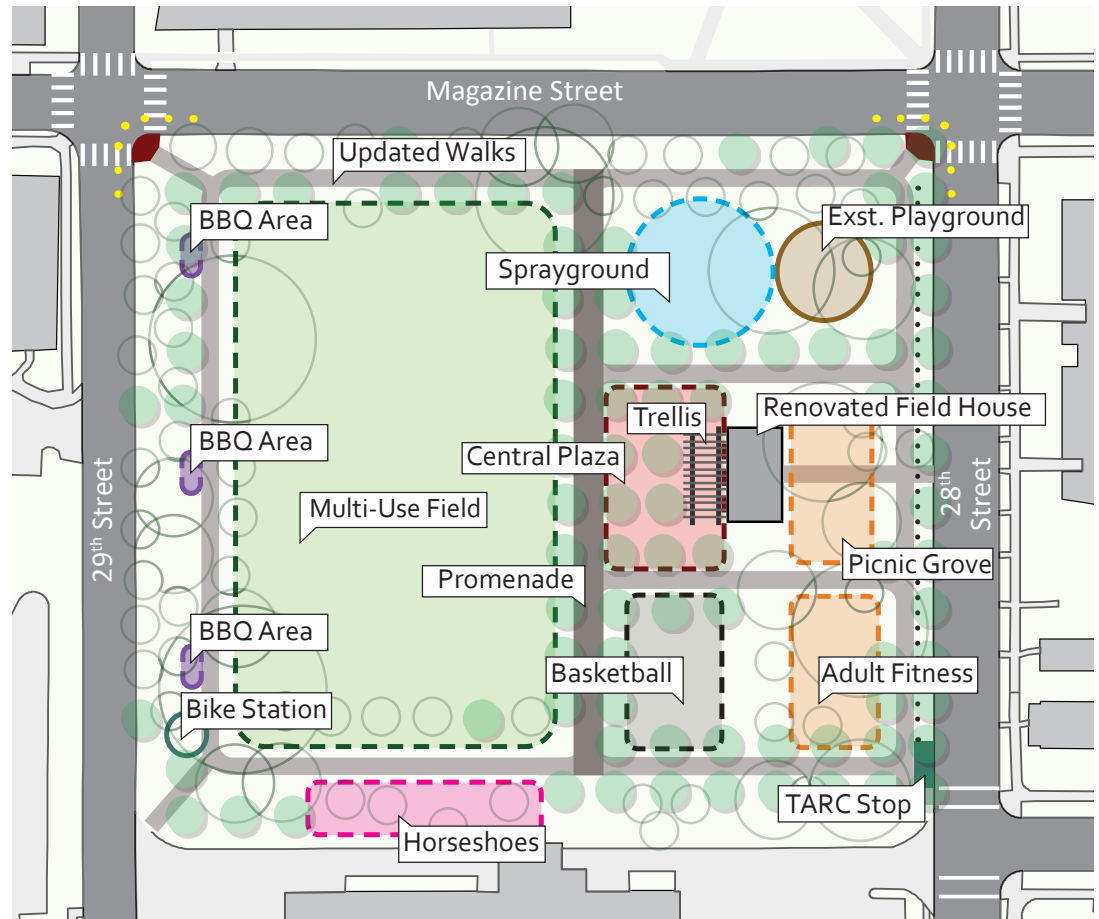 Magazine Street
Updated Walks
BBQ Area
Exst. Playground
Sprayground
Trellis
Renovated Field House
BBQ Area
Central Plaza
29th Street
Multi-Use Field
28th
Street
Picnic Grove
Promenade
BBQ Area
Basketball
Adult Fitness
Bike Station
TARC Stop
Horseshoes